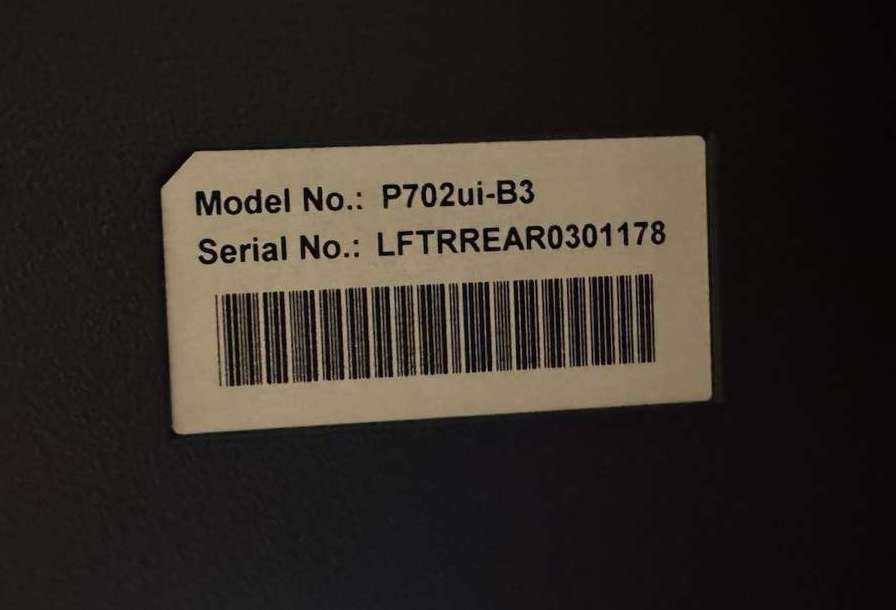 Model No.: P702ui-B3
Serial No.: LFTRREAR0301178